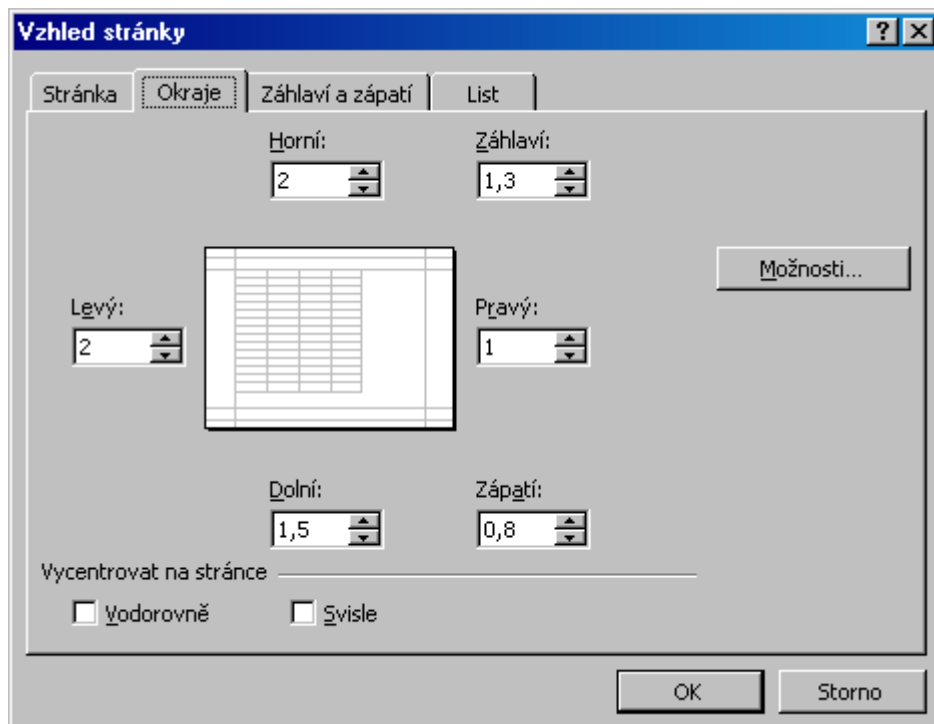 Vzhled stránky
Stránka Okraje Záhlaví a zápatí List
Horní: Záhlaví:
2 1,3
Možnosti...
Levý: Pravý:
2 1
Dolní: Zápatí:
1,5 0,8
Vycentrovat na stránce
Vodorovně Svisle
OK Storno